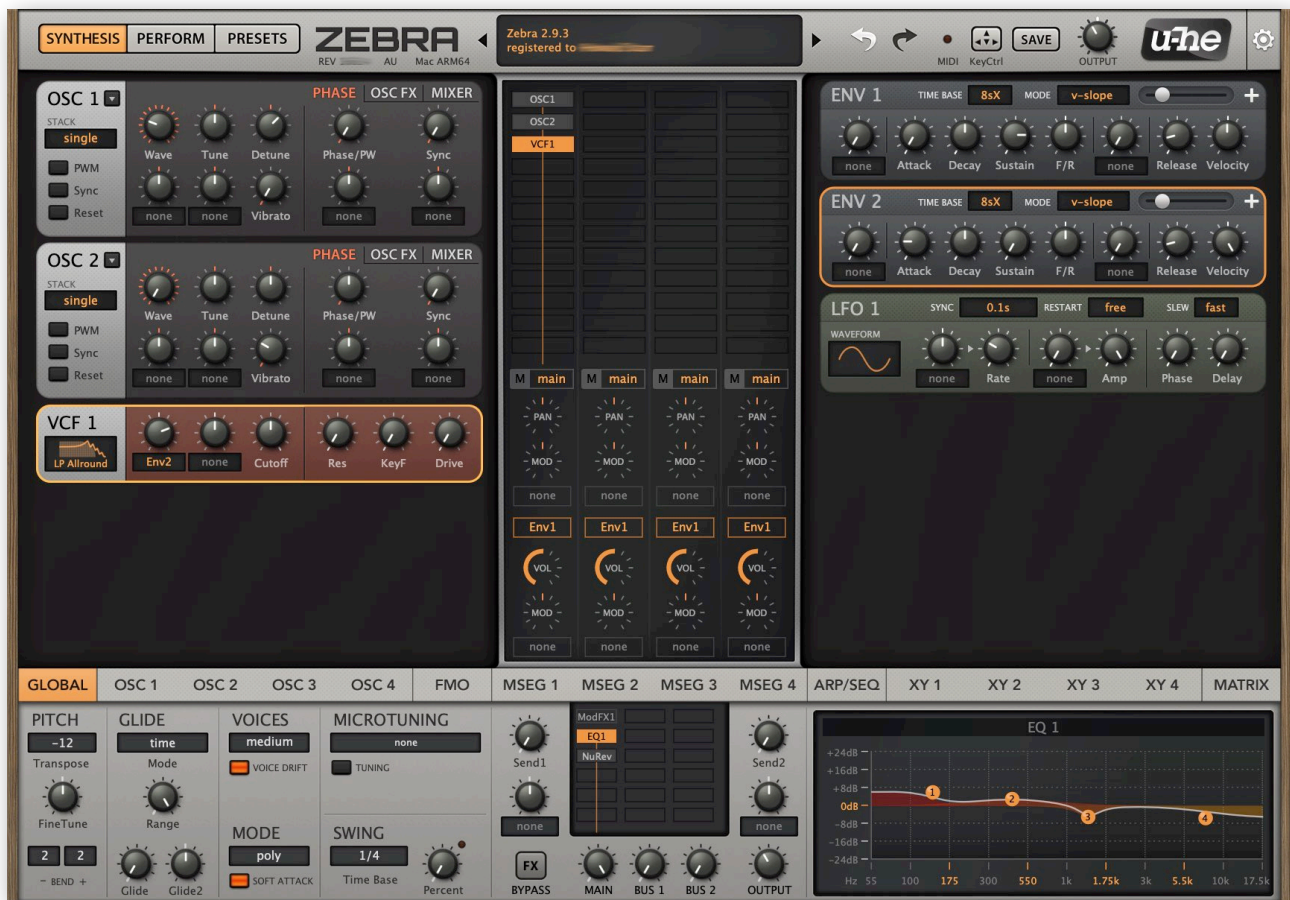 SYNTHESIS PERFORM PRESETS
ZEBRA
REV AU Mac ARM64
Zebra 2.9.3
registered to
MIDI KeyCtrl
SAVE
OUTPUT
u-he
OSC 1
PHASE OSC FX MIXER
STACK
single
PWM
Sync
Reset
Wave Tune Detune Phase/PW Sync
none none Vibrato none none
OSC 2
PHASE OSC FX MIXER
STACK
single
PWM
Sync
Reset
Wave Tune Detune Phase/PW Sync
none none Vibrato none none
VCF 1
LP Allround
Env2 none Cutoff Res KeyF Drive
OSC1
OSC2
VCF1
M main M main M main M main
PAN PAN PAN PAN
MOD MOD MOD MOD
none none none none
Env1 Env1 Env1 Env1
VOL VOL VOL VOL
MOD MOD MOD MOD
none none none none
ENV 1 TIME BASE 8sX MODE v-slope +
none Attack Decay Sustain F/R none Release Velocity
ENV 2 TIME BASE 8sX MODE v-slope +
none Attack Decay Sustain F/R none Release Velocity
LFO 1 SYNC 0.1s RESTART free SLEW fast
WAVEFORM
none Rate none Amp Phase Delay
GLOBAL OSC 1 OSC 2 OSC 3 OSC 4 FMO MSEG 1 MSEG 2 MSEG 3 MSEG 4 ARP/SEQ XY 1 XY 2 XY 3 XY 4 MATRIX
PITCH
-12
Transpose
FineTune
2 2
- BEND +
GLIDE
time
Mode
Range
Glide Glide2
VOICES
medium
VOICE DRIFT
MODE
poly
SOFT ATTACK
MICROTUNING
none
TUNING
SWING
1/4
Time Base
Percent
Send1
none
FX
BYPASS
ModFX1
EQ1
NuRev
MAIN BUS 1 BUS 2
Send2
none
OUTPUT
EQ 1
+24dB
+16dB
+8dB
0dB
-8dB
-16dB
-24dB
1 2 3 4
Hz 55 100 175 300 550 1k 1.75k 3k 5.5k 10k 17.5k